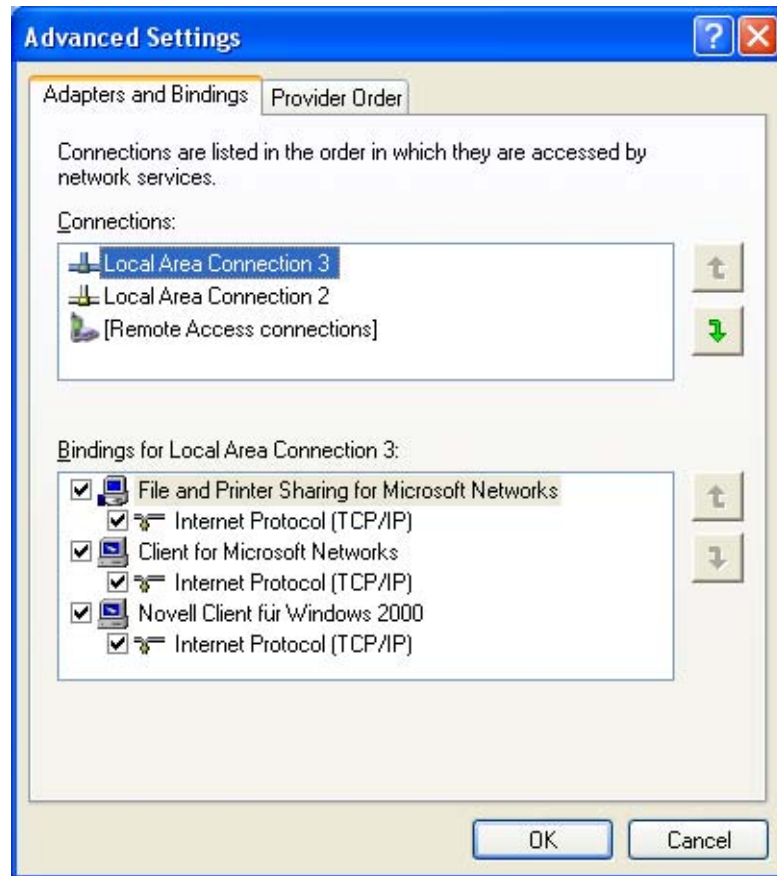 Advanced Settings
Adapters and Bindings
Provider Order
Connections are listed in the order in which they are accessed by
network services.
Connections:
Local Area Connection 3
Local Area Connection 2
[Remote Access connections]
Bindings for Local Area Connection 3:
File and Printer Sharing for Microsoft Networks
Internet Protocol (TCP/IP)
Client for Microsoft Networks
Internet Protocol (TCP/IP)
Novell Client für Windows 2000
Internet Protocol (TCP/IP)
OK
Cancel